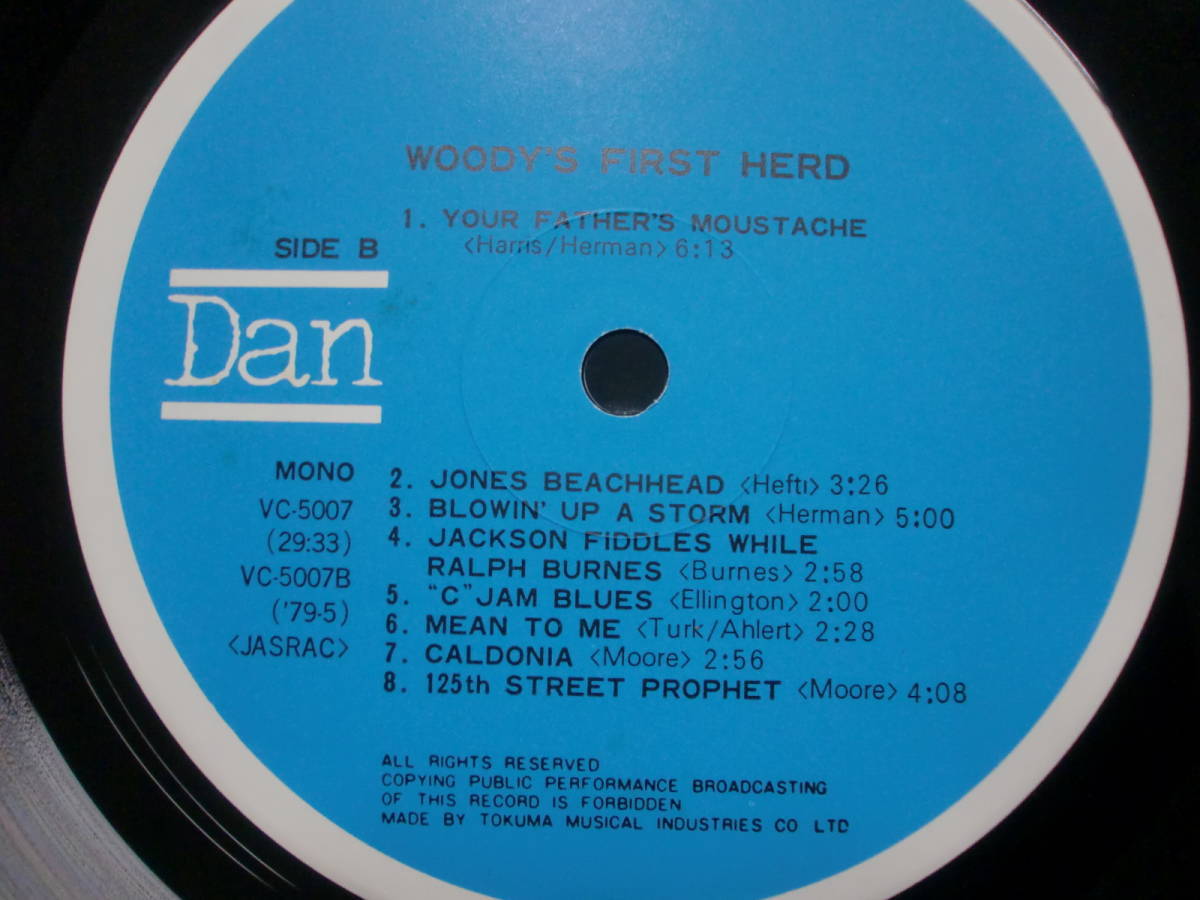 WOODY'S FIRST HERD
1. YOUR FATHER'S MOUSTACHE
<Harris/Herman> 6:13
SIDE B
Dan
MONO
VC-5007
(29:33)
VC-5007B
('79-5)
<JASRAC>
2. JONES BEACHHEAD <Hefti> 3:26
3. BLOWIN' UP A STORM <Herman> 5:00
4. JACKSON FIDDLES WHILE
RALPH BURNES <Burnes> 2:58
5. "C" JAM BLUES <Ellington> 2:00
6. MEAN TO ME <Turk/Ahlert> 2:28
7. CALDONIA <Moore> 2:56
8. 125th STREET PROPHET <Moore> 4:08
ALL RIGHTS RESERVED
COPYING PUBLIC PERFORMANCE BROADCASTING
OF THIS RECORD IS FORBIDDEN
MADE BY TOKUMA MUSICAL INDUSTRIES CO LTD